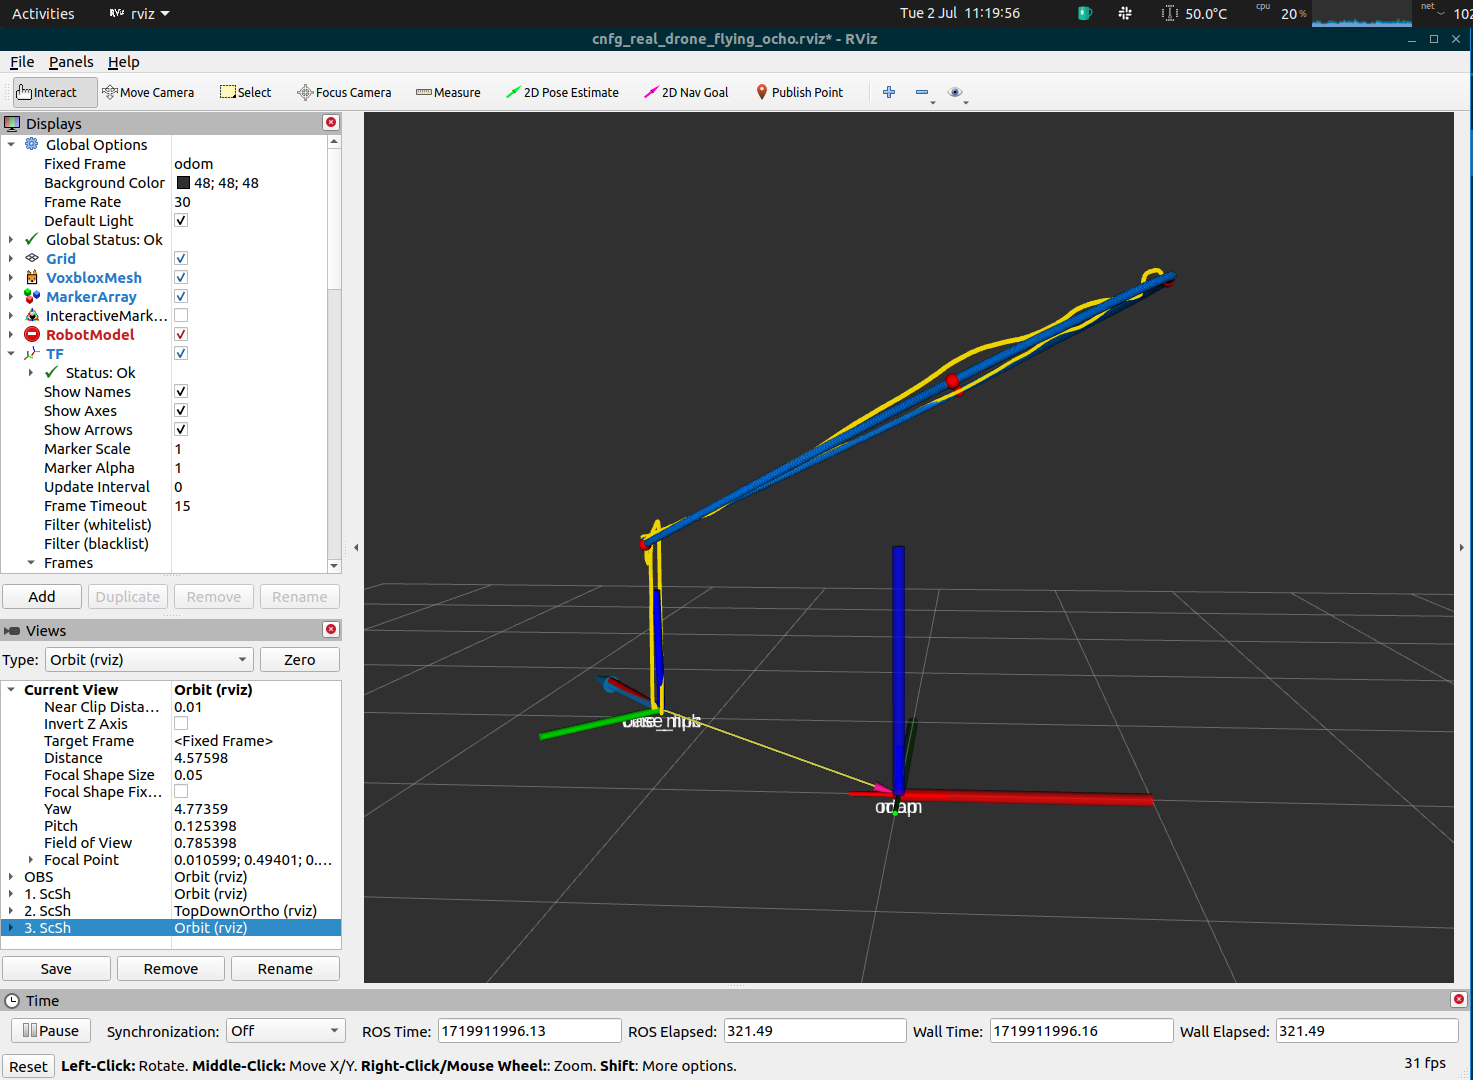 Activities rviz Tue 2 Jul 11:19:56 50.0°C cpu 20% net 102
cnfg_real_drone_flying_ocho.rviz* - RViz
File Panels Help
Interact Move Camera Select Focus Camera Measure 2D Pose Estimate 2D Nav Goal Publish Point
Displays
Global Options
Fixed Frame odom
Background Color 48; 48; 48
Frame Rate 30
Default Light
Global Status: Ok
Grid
VoxbloxMesh
MarkerArray
InteractiveMark...
RobotModel
TF
Status: Ok
Show Names
Show Axes
Show Arrows
Marker Scale 1
Marker Alpha 1
Update Interval 0
Frame Timeout 15
Filter (whitelist)
Filter (blacklist)
Frames
Add Duplicate Remove Rename
Views
Type: Orbit (rviz) Zero
Current View Orbit (rviz)
Near Clip Dista... 0.01
Invert Z Axis
Target Frame <Fixed Frame>
Distance 4.57598
Focal Shape Size 0.05
Focal Shape Fix...
Yaw 4.77359
Pitch 0.125398
Field of View 0.785398
Focal Point 0.010599; 0.49401; 0....
OBS Orbit (rviz)
1. ScSh Orbit (rviz)
2. ScSh TopDownOrtho (rviz)
3. ScSh Orbit (rviz)
Save Remove Rename
Time
Pause Synchronization: Off ROS Time: 1719911996.13 ROS Elapsed: 321.49 Wall Time: 1719911996.16 Wall Elapsed: 321.49
Reset Left-Click: Rotate. Middle-Click: Move X/Y. Right-Click/Mouse Wheel:: Zoom. Shift: More options. 31 fps